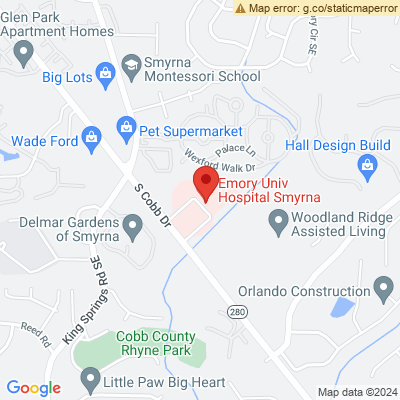 Map error: g.co/staticmaperror
Glen Park
Apartment Homes
Big Lots
Smyrna
Montessori School
Wade Ford
Pet Supermarket
Palace Ln
Wexford Walk Dr
Hall Design Build
Emory Univ
Hospital Smyrna
S Cobb Dr
Delmar Gardens
of Smyrna
Woodland Ridge
Assisted Living
King Springs Rd SE
Reed Rd
280
Orlando Construction
Cobb County
Rhyne Park
Little Paw Big Heart
Google
Map data ©2024